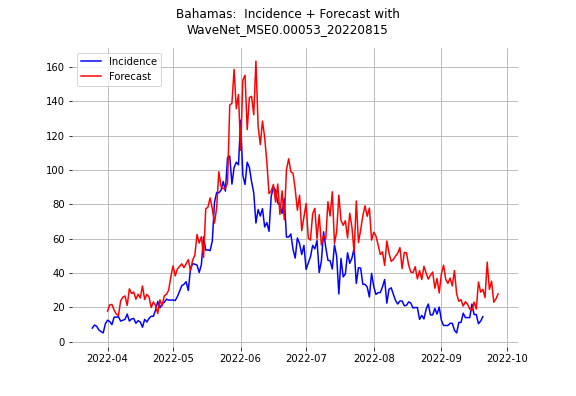 Bahamas:  Incidence + Forecast with
WaveNet_MSE0.00053_20220815
Incidence
Forecast
160
140
120
100
80
60
40
20
0
2022-04 2022-05 2022-06 2022-07 2022-08 2022-09 2022-10